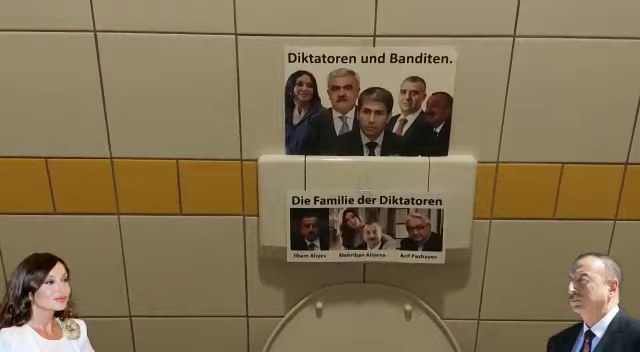 Diktatoren und Banditen.
Die Familie der Diktatoren
Ilham Aliyev
Mehriban Aliyeva
Arif Pashayev